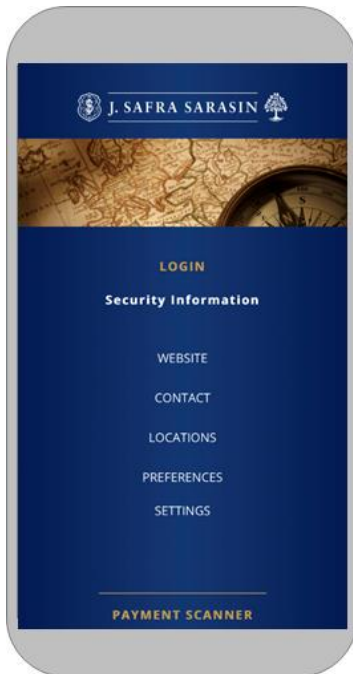 J. SAFRA SARASIN
S
LOGIN
Security Information
WEBSITE
CONTACT
LOCATIONS
PREFERENCES
SETTINGS
PAYMENT SCANNER